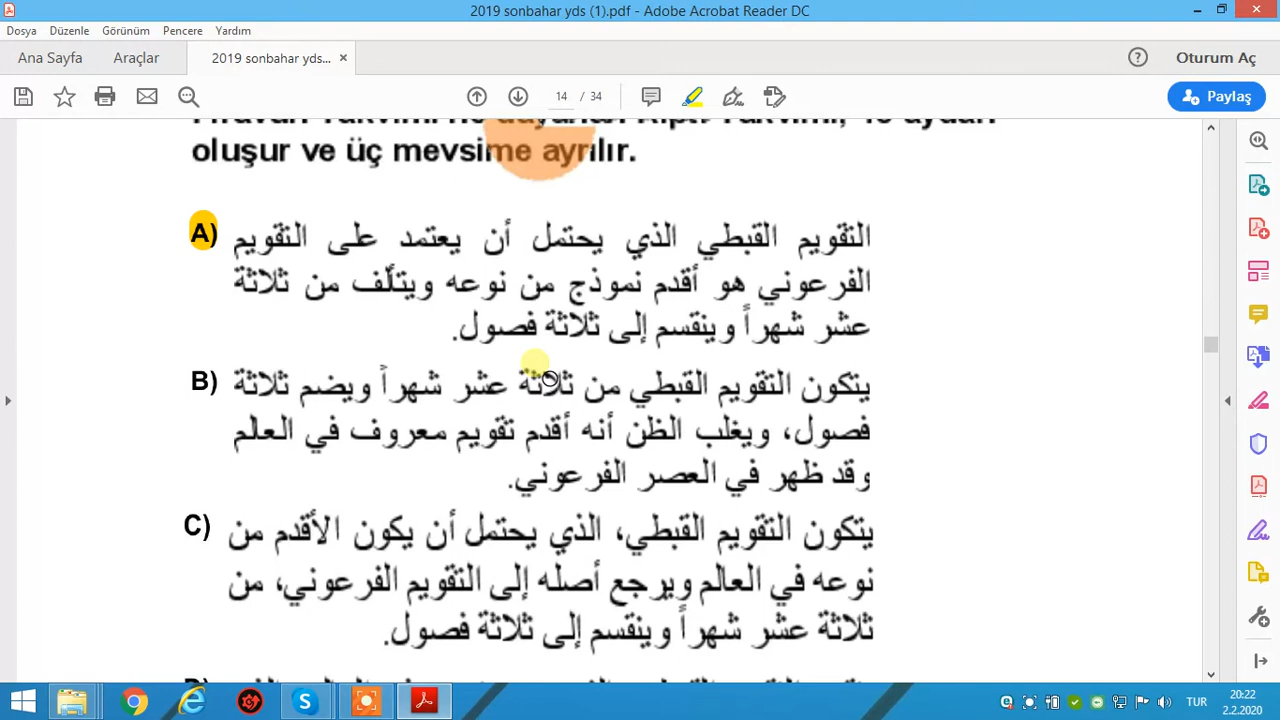 2019 sonbahar yds (1).pdf - Adobe Acrobat Reader DC
Dosya Düzenle Görünüm Pencere Yardım
Ana Sayfa Araçlar 2019 sonbahar yds... × Oturum Aç
14 / 34 Paylaş
oluşur ve üç mevsime ayrılır.
A) التقويم القبطي الذي يحتمل أن يعتمد على التقويم
الفرعوني هو أقدم نموذج من نوعه ويتألف من ثلاثة
عشر شهراً وينقسم إلى ثلاثة فصول.
B) يتكون التقويم القبطي من ثلاثة عشر شهراً ويضم ثلاثة
فصول، ويغلب الظن أنه أقدم تقويم معروف في العالم
وقد ظهر في العصر الفرعوني.
C) يتكون التقويم القبطي، الذي يحتمل أن يكون الأقدم من
نوعه في العالم ويرجع أصله إلى التقويم الفرعوني، من
ثلاثة عشر شهراً وينقسم إلى ثلاثة فصول.
TUR 20:22
2.2.2020